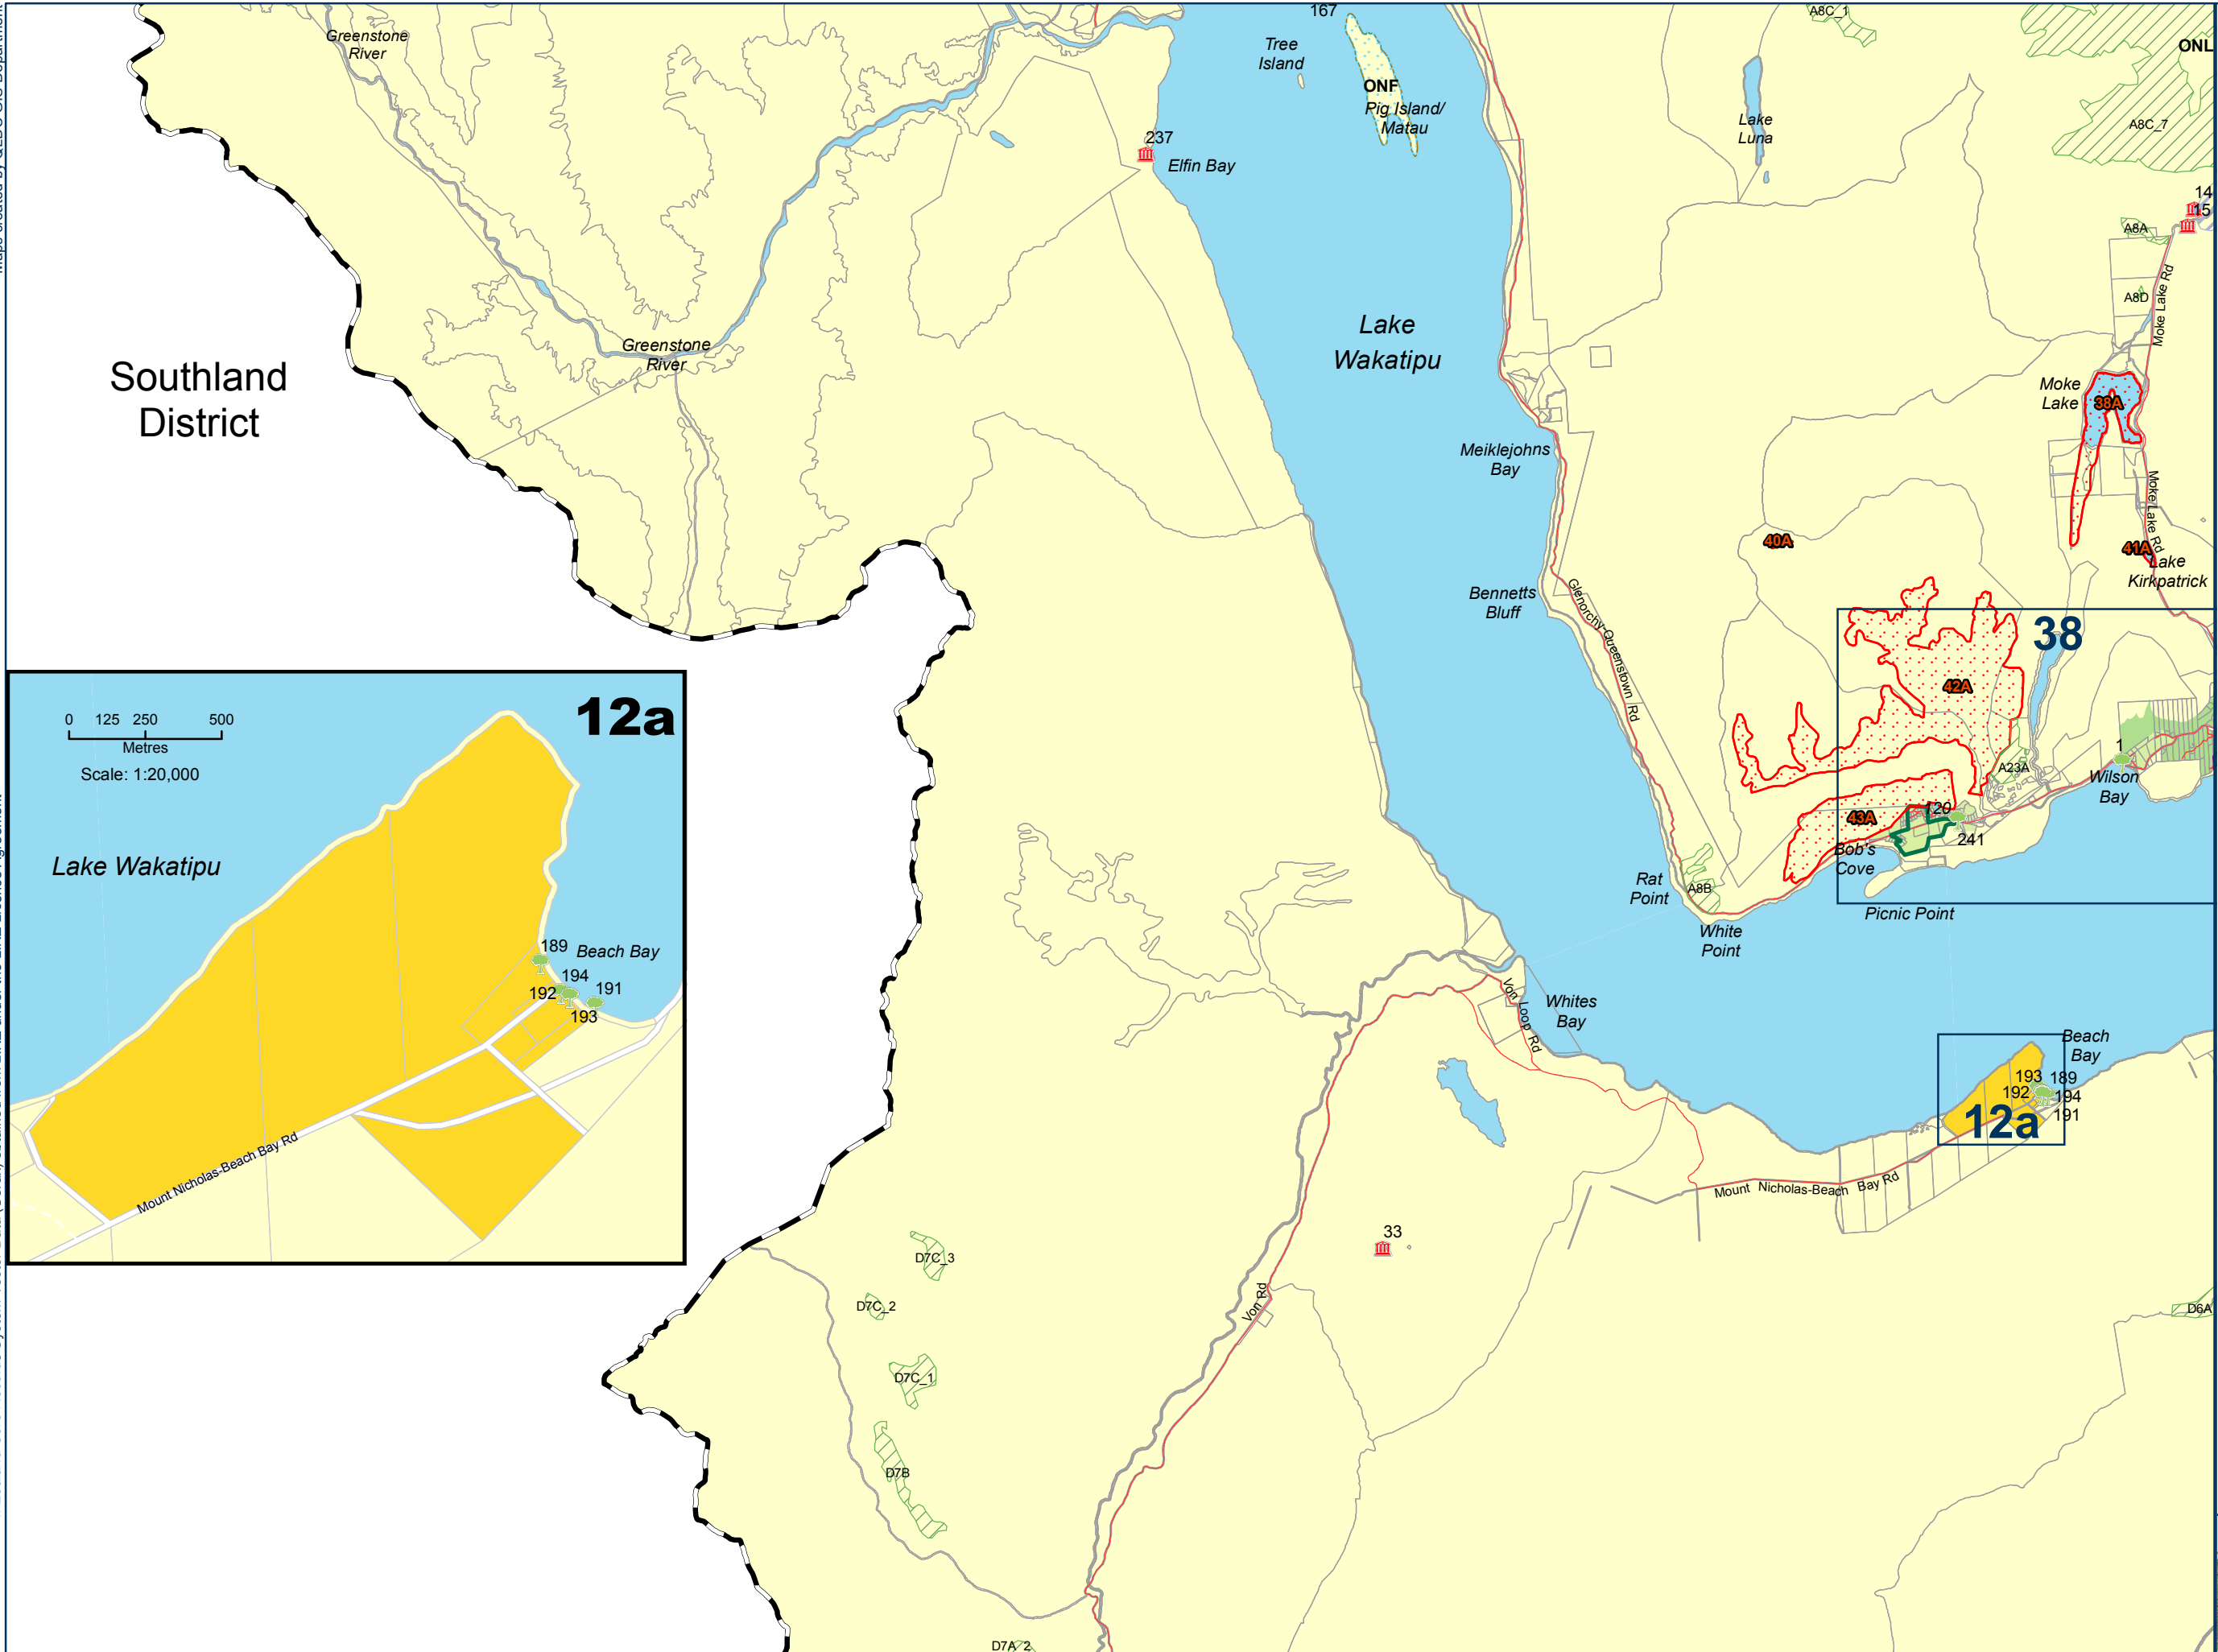 Greenstone
River
167
Tree
Island
ONF
Pig Island/
Matau
A8C_1
ONL
A8C_7
Lake
Luna
237
Elfin Bay
14
15
A8A
A8D
Moke Lake Rd
Lake
Wakatipu
Greenstone
River
Southland
District
Moke
Lake
38A
Meiklejohns
Bay
Moke Lake Rd
40A
41A
Lake
Kirkpatrick
Bennetts
Bluff
Glenorchy-Queenstown Rd
38
42A
12a
0 125 250 500
Metres
Scale: 1:20,000
Lake Wakatipu
189
Beach Bay
194
192
191
193
Mount Nicholas-Beach Bay Rd
A23A
1
Wilson
Bay
120
43A
241
Bob's
Cove
Rat
Point
A8B
Picnic Point
White
Point
Von Loop Rd
Whites
Bay
Beach
Bay
193
189
192
194
191
12a
Mount Nicholas-Beach Bay Rd
33
D7C_3
D7C_2
Von Rd
D6A
D7C_1
D7B
D7A_2